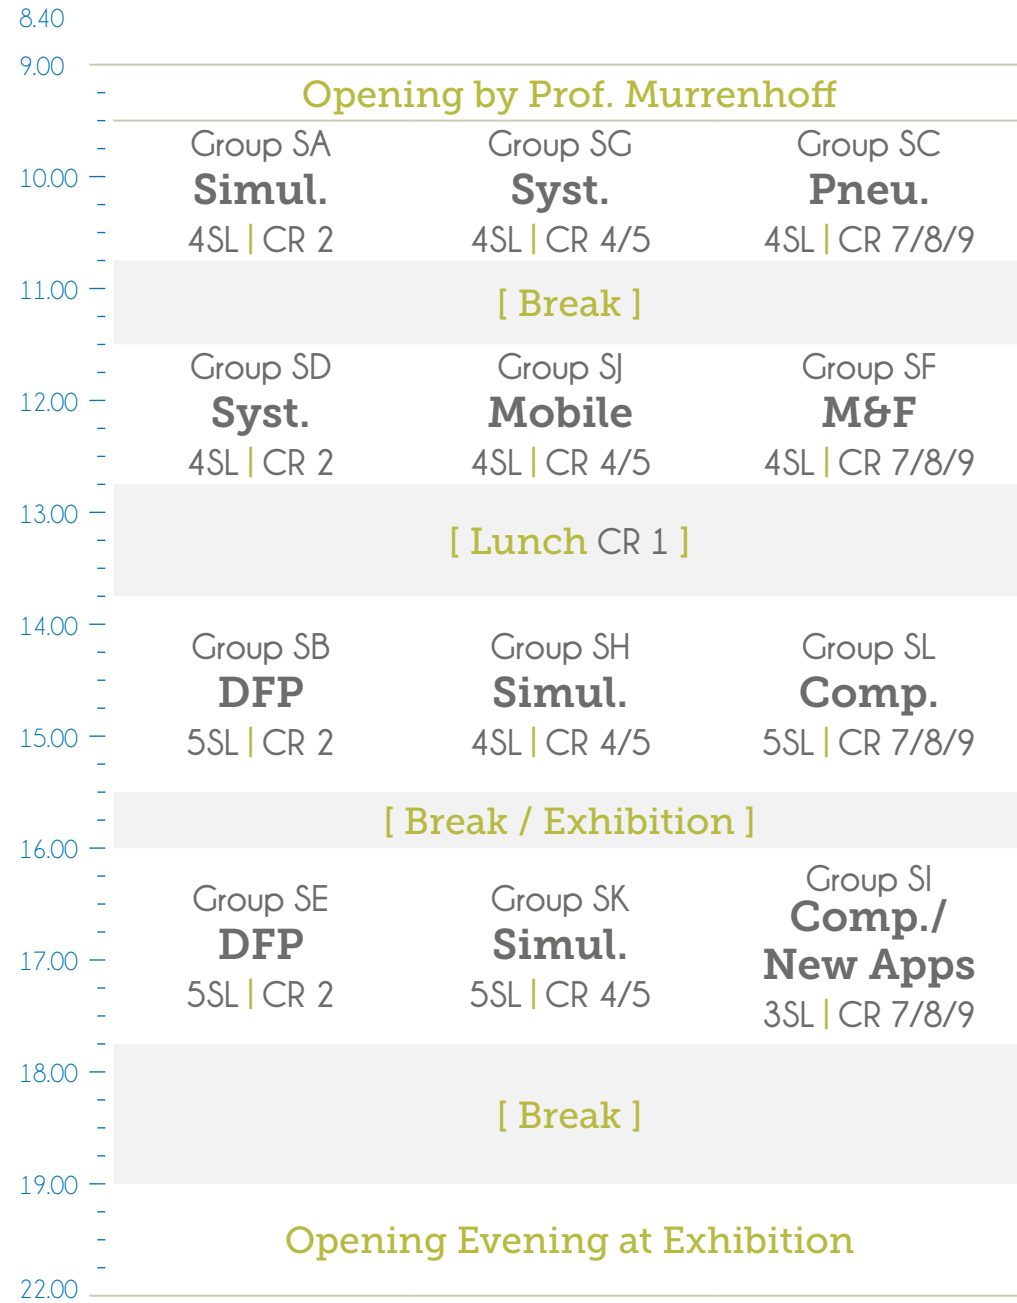 8.40
9.00
Opening by Prof. Murrenhoff
Group SA Group SG Group SC
10.00 Simul. Syst. Pneu.
4SL | CR 2 4SL | CR 4/5 4SL | CR 7/8/9
11.00 [ Break ]
Group SD Group SJ Group SF
12.00 Syst. Mobile M&F
4SL | CR 2 4SL | CR 4/5 4SL | CR 7/8/9
13.00
[ Lunch CR 1 ]
14.00
Group SB Group SH Group SL
DFP Simul. Comp.
15.00 5SL | CR 2 4SL | CR 4/5 5SL | CR 7/8/9
[ Break / Exhibition ]
16.00
Group SE Group SK Group SI
DFP Simul. Comp./
17.00 New Apps
5SL | CR 2 5SL | CR 4/5 3SL | CR 7/8/9
18.00
[ Break ]
19.00
Opening Evening at Exhibition
22.00